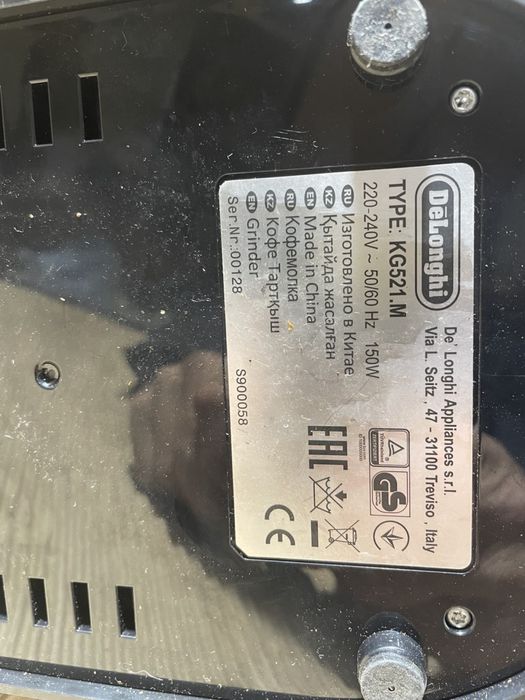 DeLonghi
De' Longhi Appliances s.r.l.
Via L. Seitz , 47 - 31100 Treviso , Italy
TYPE: KG521.M
220-240V ~ 50/60 Hz 150W
RU Изготовлено в Китае
KZ Қытайда жасалған
EN Made in China
RU Кофемолка
KZ Кофе Тартқыш
EN Grinder
Ser.Nr.:00128
S900058
GS
EAC
CE